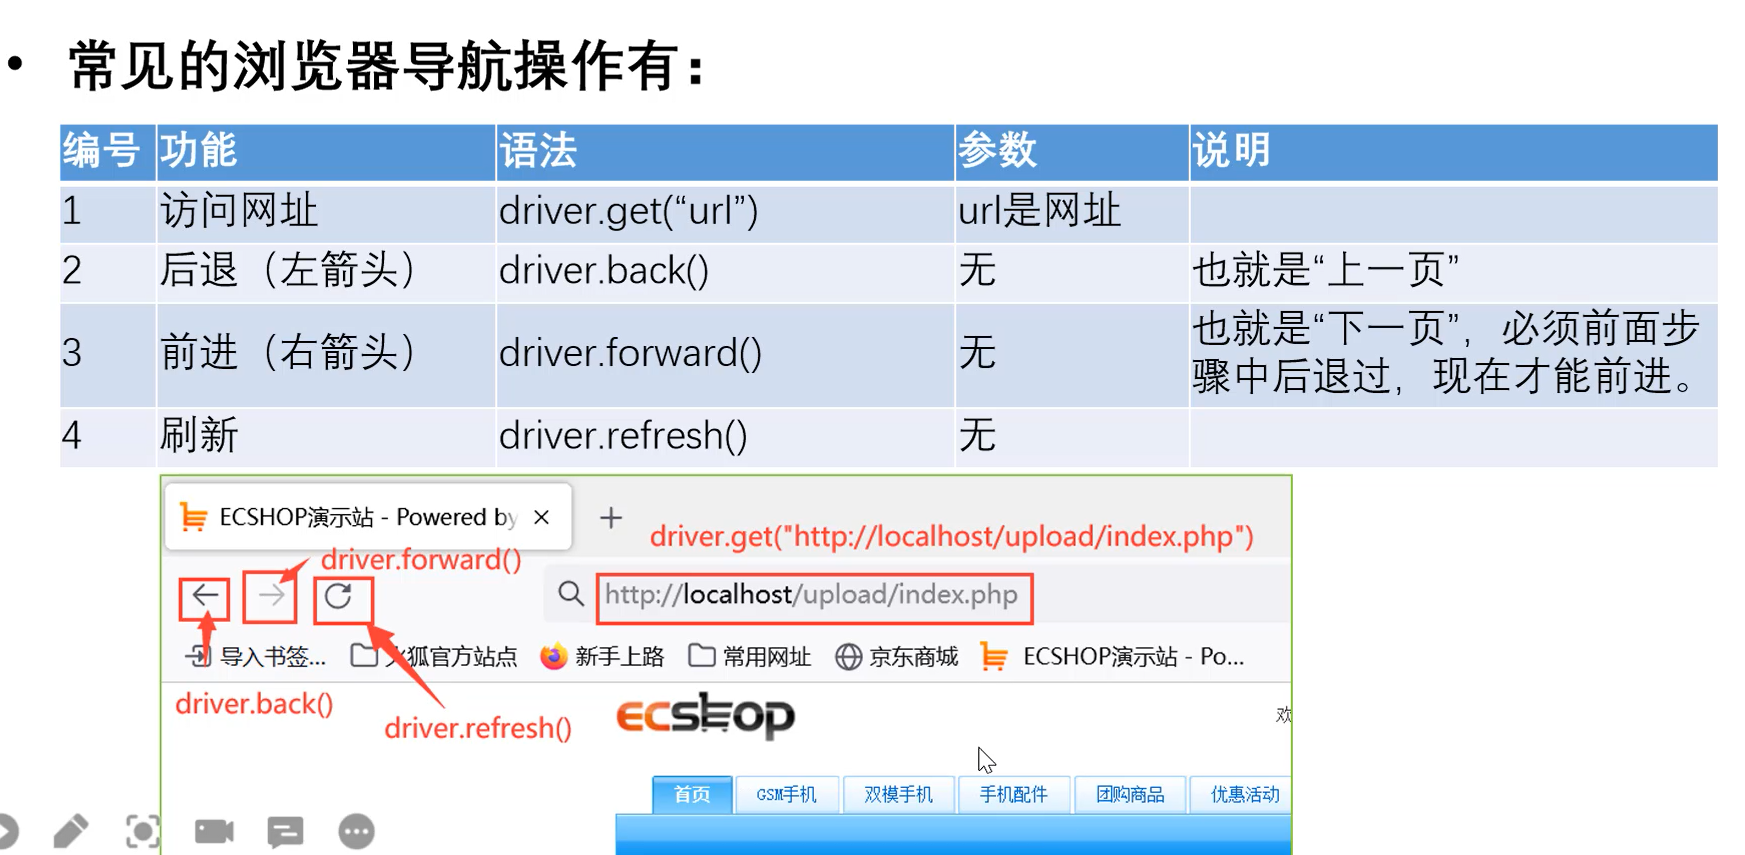 • 常见的浏览器导航操作有：
编号 功能 语法 参数 说明
1 访问网址 driver.get(“url”) url是网址
2 后退（左箭头） driver.back() 无 也就是“上一页”
3 前进（右箭头） driver.forward() 无 也就是“下一页”，必须前面步
骤中后退过，现在才能前进。
4 刷新 driver.refresh() 无
ECSHOP演示站 - Powered by
driver.get("http://localhost/upload/index.php")
driver.forward()
http://localhost/upload/index.php
导入书签... 火狐官方站点 新手上路 常用网址 京东商城 ECSHOP演示站 - Po...
driver.back()
driver.refresh()
ecshop
欢
首页 GSM手机 双模手机 手机配件 团购商品 优惠活动